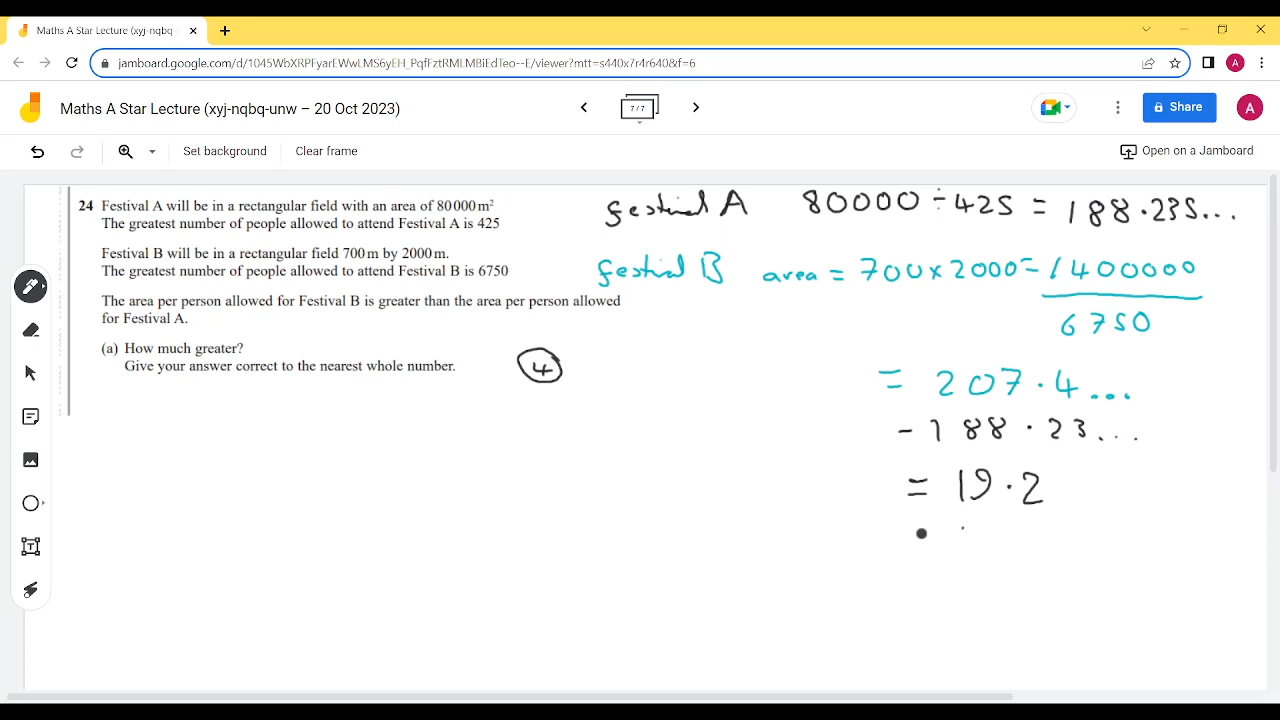 Maths A Star Lecture (xyj-nqbq-
jamboard.google.com/d/1045WbXRPFyarEWwLMS6yEH_PqfFztRMLMBiEdTeo--E/viewer?mtt=s440x7r4r640&f=6
A
Maths A Star Lecture (xyj-nqbq-unw – 20 Oct 2023)
7/7
Share
A
Set background
Clear frame
Open on a Jamboard
24 Festival A will be in a rectangular field with an area of 80 000 m²
The greatest number of people allowed to attend Festival A is 425
Festival B will be in a rectangular field 700 m by 2000 m.
The greatest number of people allowed to attend Festival B is 6750
The area per person allowed for Festival B is greater than the area per person allowed
for Festival A.
(a) How much greater?
Give your answer correct to the nearest whole number.
4
festival A 80000 ÷ 425 = 188.235...
festival B area = 700 x 2000 = 1400000
6750
= 207.4...
- 188.23...
= 19.2